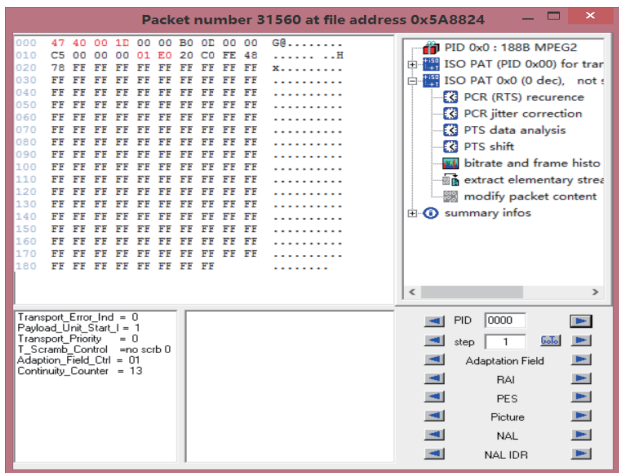 Packet number 31560 at file address 0x5A8824
000 47 40 00 1D 00 00 B0 0D 00 00 G@........
010 C5 00 00 00 01 E0 20 C0 FE 48 ...... ..H
020 78 FF FF FF FF FF FF FF FF FF x.........
030 FF FF FF FF FF FF FF FF FF FF ..........
040 FF FF FF FF FF FF FF FF FF FF ..........
050 FF FF FF FF FF FF FF FF FF FF ..........
060 FF FF FF FF FF FF FF FF FF FF ..........
070 FF FF FF FF FF FF FF FF FF FF ..........
080 FF FF FF FF FF FF FF FF FF FF ..........
090 FF FF FF FF FF FF FF FF FF FF ..........
100 FF FF FF FF FF FF FF FF FF FF ..........
110 FF FF FF FF FF FF FF FF FF FF ..........
120 FF FF FF FF FF FF FF FF FF FF ..........
130 FF FF FF FF FF FF FF FF FF FF ..........
140 FF FF FF FF FF FF FF FF FF FF ..........
150 FF FF FF FF FF FF FF FF FF FF ..........
160 FF FF FF FF FF FF FF FF FF FF ..........
170 FF FF FF FF FF FF FF FF FF FF ..........
180 FF FF FF FF FF FF FF FF ........
PID 0x0 : 188B MPEG2
ISO PAT (PID 0x00) for trar
ISO PAT 0x0 (0 dec), not s
PCR (RTS) recurence
PCR jitter correction
PTS data analysis
PTS shift
bitrate and frame histo
extract elementary strea
modify packet content
summary infos
Transport_Error_Ind = 0
Payload_Unit_Start_I = 1
Transport_Priority = 0
T_Scramb_Control =no scrb 0
Adaption_Field_Ctrl = 01
Continuity_Counter = 13
PID 0000
step 1 GoTo
Adaptation Field
RAI
PES
Picture
NAL
NAL IDR